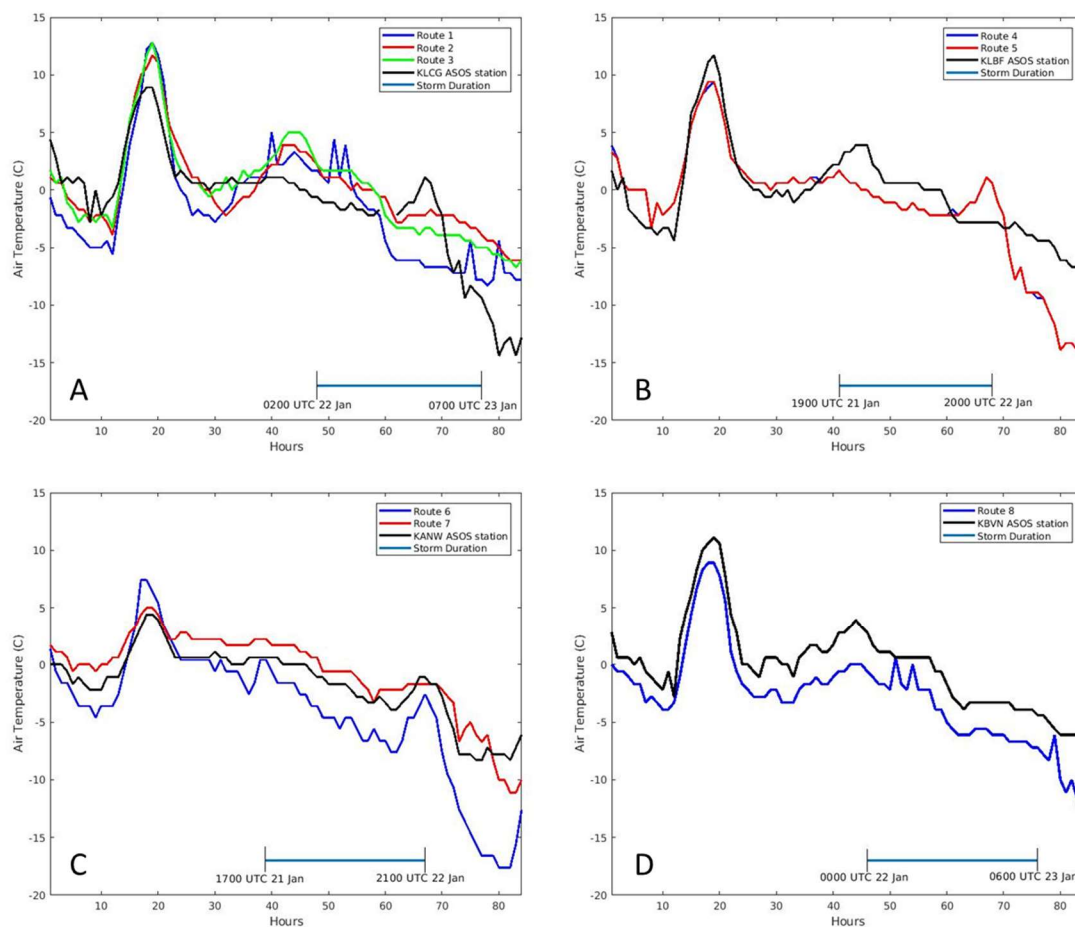 15
10
5
0
-5
-10
-15
-20
Air Temperature (C)
10 20 30 40 50 60 70 80
Hours
Route 1
Route 2
Route 3
KLCG ASOS station
Storm Duration
A
0200 UTC 22 Jan
0700 UTC 23 Jan
15
10
5
0
-5
-10
-15
-20
Air Temperature (C)
10 20 30 40 50 60 70 80
Hours
Route 4
Route 5
KLBF ASOS station
Storm Duration
B
1900 UTC 21 Jan
2000 UTC 22 Jan
15
10
5
0
-5
-10
-15
-20
Air Temperature (C)
10 20 30 40 50 60 70 80
Hours
Route 6
Route 7
KANW ASOS station
Storm Duration
C
1700 UTC 21 Jan
2100 UTC 22 Jan
15
10
5
0
-5
-10
-15
-20
Air Temperature (C)
10 20 30 40 50 60 70 80
Hours
Route 8
KBVN ASOS station
Storm Duration
D
0000 UTC 22 Jan
0600 UTC 23 Jan